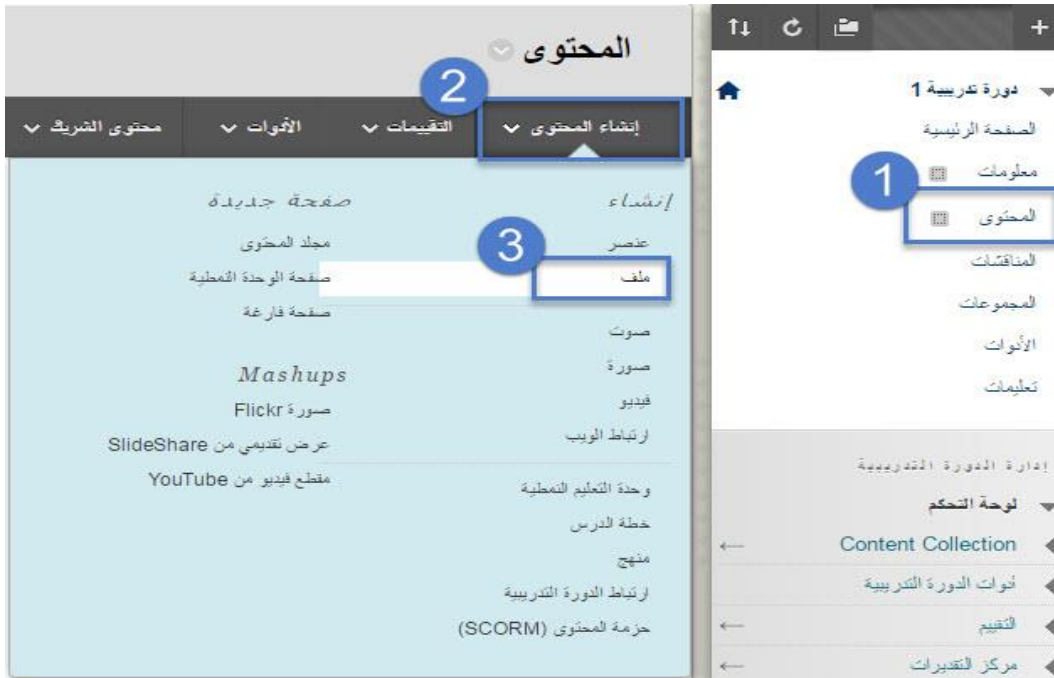 دورة تدريبية 1
الصفحة الرئيسية
معلومات
1
المحتوى
المناقشات
المجموعات
الأدوات
تعليمات
إدارة الدورة التدريبية
لوحة التحكم
Content Collection
أدوات الدورة التدريبية
التقييم
مركز التقديرات
المحتوى
2
إنشاء المحتوى
التقييمات
الأدوات
محتوى الشريك
إنشاء
عنصر
3
ملف
صوت
صورة
فيديو
ارتباط الويب
وحدة التعليم النمطية
خطة الدرس
منهج
ارتباط الدورة التدريبية
حزمة المحتوى (SCORM)
صفحة جديدة
مجلد المحتوى
صفحة الوحدة النمطية
صفحة فارغة
Mashups
صورة Flickr
عرض تقديمي من SlideShare
مقطع فيديو من YouTube